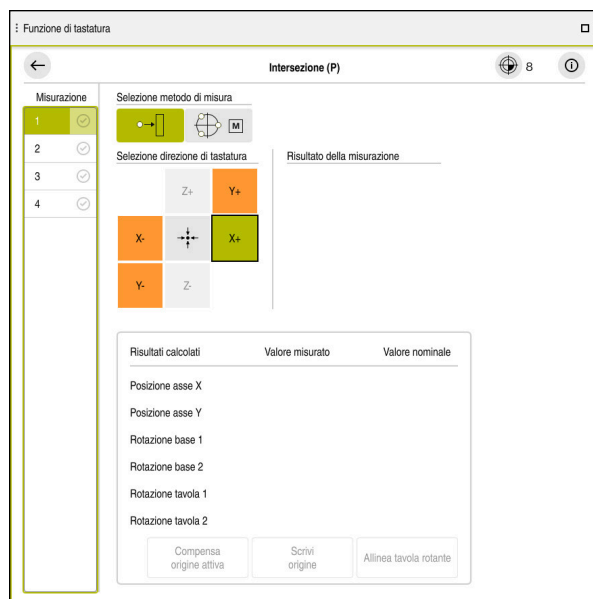 Funzione di tastatura
Intersezione (P)
8
Misurazione
1
2
3
4
Selezione metodo di misura
M
Selezione direzione di tastatura
Risultato della misurazione
Z+
Y+
X-
X+
Y-
Z-
Risultati calcolati Valore misurato Valore nominale
Posizione asse X
Posizione asse Y
Rotazione base 1
Rotazione base 2
Rotazione tavola 1
Rotazione tavola 2
Compensa
origine attiva
Scrivi
origine
Allinea tavola rotante